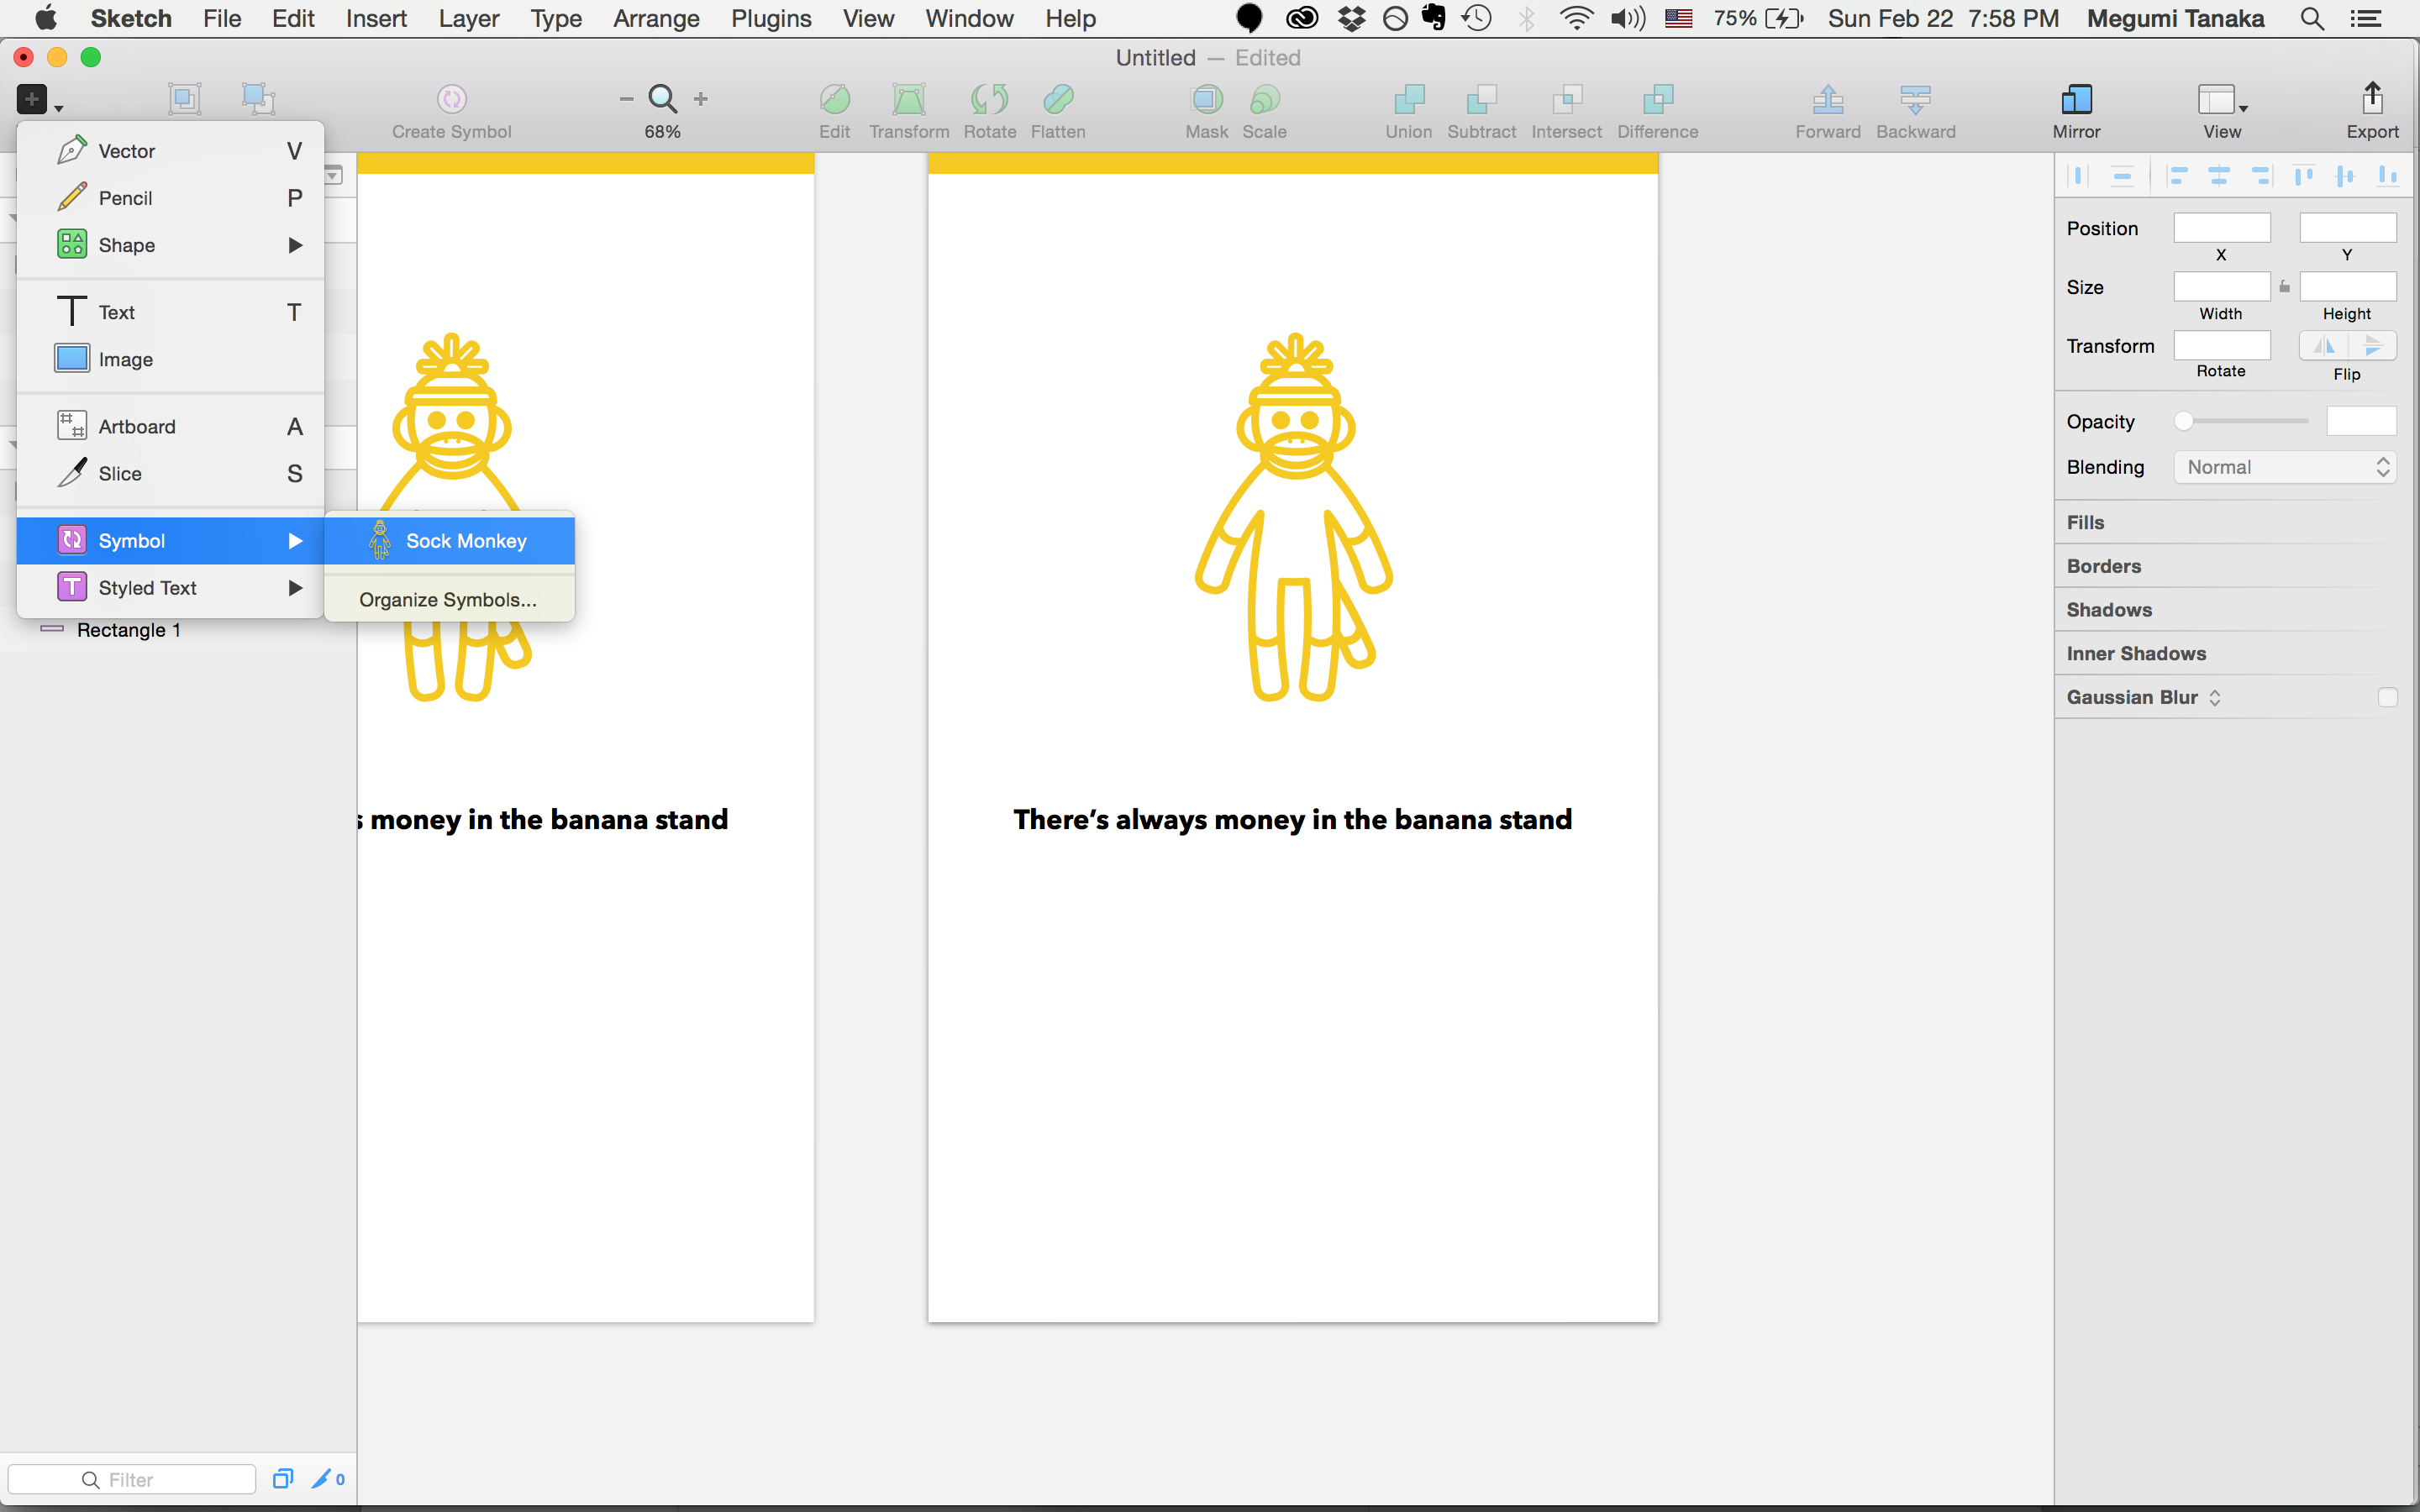 Sketch File Edit Insert Layer Type Arrange Plugins View Window Help 75% Sun Feb 22 7:58 PM Megumi Tanaka
Untitled — Edited
Create Symbol 68% Edit Transform Rotate Flatten Mask Scale Union Subtract Intersect Difference Forward Backward Mirror View Export
Vector V
Pencil P
Shape
Text T
Image
Artboard A
Slice S
Symbol
Styled Text
Sock Monkey
Organize Symbols...
Rectangle 1
Filter
0
s money in the banana stand
There's always money in the banana stand
Position
X Y
Size
Width Height
Transform
Rotate Flip
Opacity
Blending Normal
Fills
Borders
Shadows
Inner Shadows
Gaussian Blur